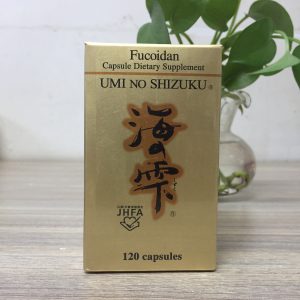 Fucoidan
Capsule Dietary Supplement
UMI NO SHIZUKU®
海の雫
®
JHFA
120 capsules